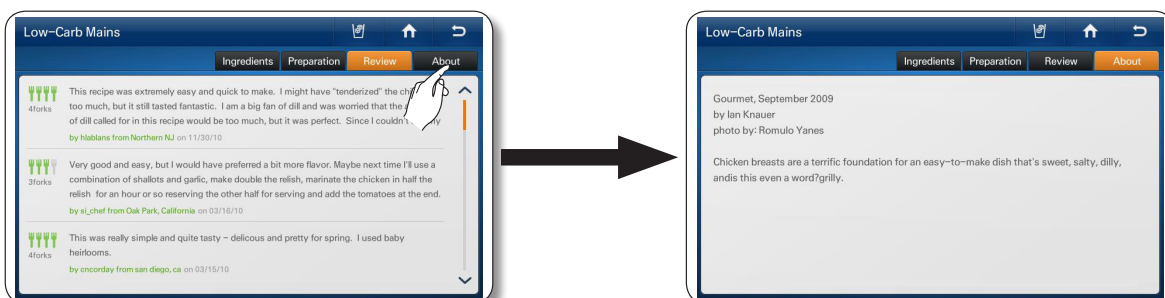 Low-Carb Mains
Ingredients Preparation Review About
4forks
This recipe was extremely easy and quick to make. I might have "tenderized" the
too much, but it still tasted fantastic. I am a big fan of dill and was worried that the
of dill called for in this recipe would be too much, but it was perfect. Since I
by hlablans from Northern NJ on 11/30/10
3forks
Very good and easy, but I would have preferred a bit more flavor. Maybe next time I'll use a
combination of shallots and garlic, make double the relish, marinate the chicken in half the
relish for an hour or so reserving the other half for serving and add the tomatoes at the end.
by si_chef from Oak Park, California on 03/16/10
4forks
This was really simple and quite tasty - delicous and pretty for spring. I used baby
heirlooms.
by cncorday from san diego, ca on 03/15/10
Low-Carb Mains
Ingredients Preparation Review About
Gourmet, September 2009
by Ian Knauer
photo by: Romulo Yanes
Chicken breasts are a terrific foundation for an easy-to-make dish that's sweet, salty, dilly,
andis this even a word?grilly.